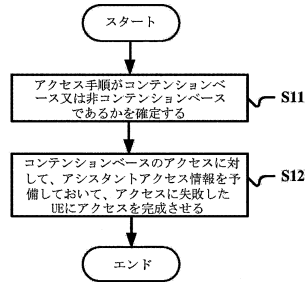 スタート
アクセス手順がコンテンションベ
ース又は非コンテンションベース
であるかを確定する
S11
コンテンションベースのアクセスに対
して、アシスタントアクセス情報を予
備しておいて、アクセスに失敗した
UEにアクセスを完成させる
S12
エンド